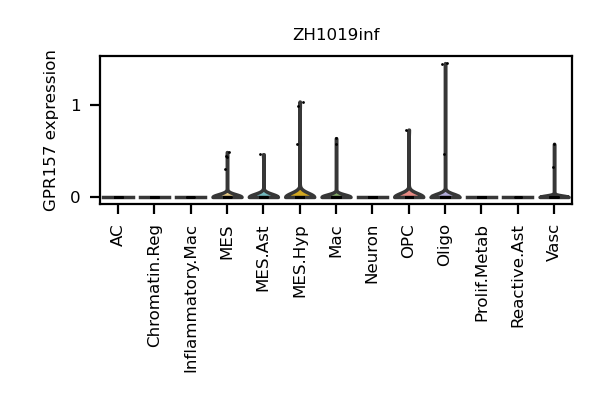 ZH1019inf
GPR157 expression
1
0
AC
Chromatin.Reg
Inflammatory.Mac
MES
MES.Ast
MES.Hyp
Mac
Neuron
OPC
Oligo
Prolif.Metab
Reactive.Ast
Vasc